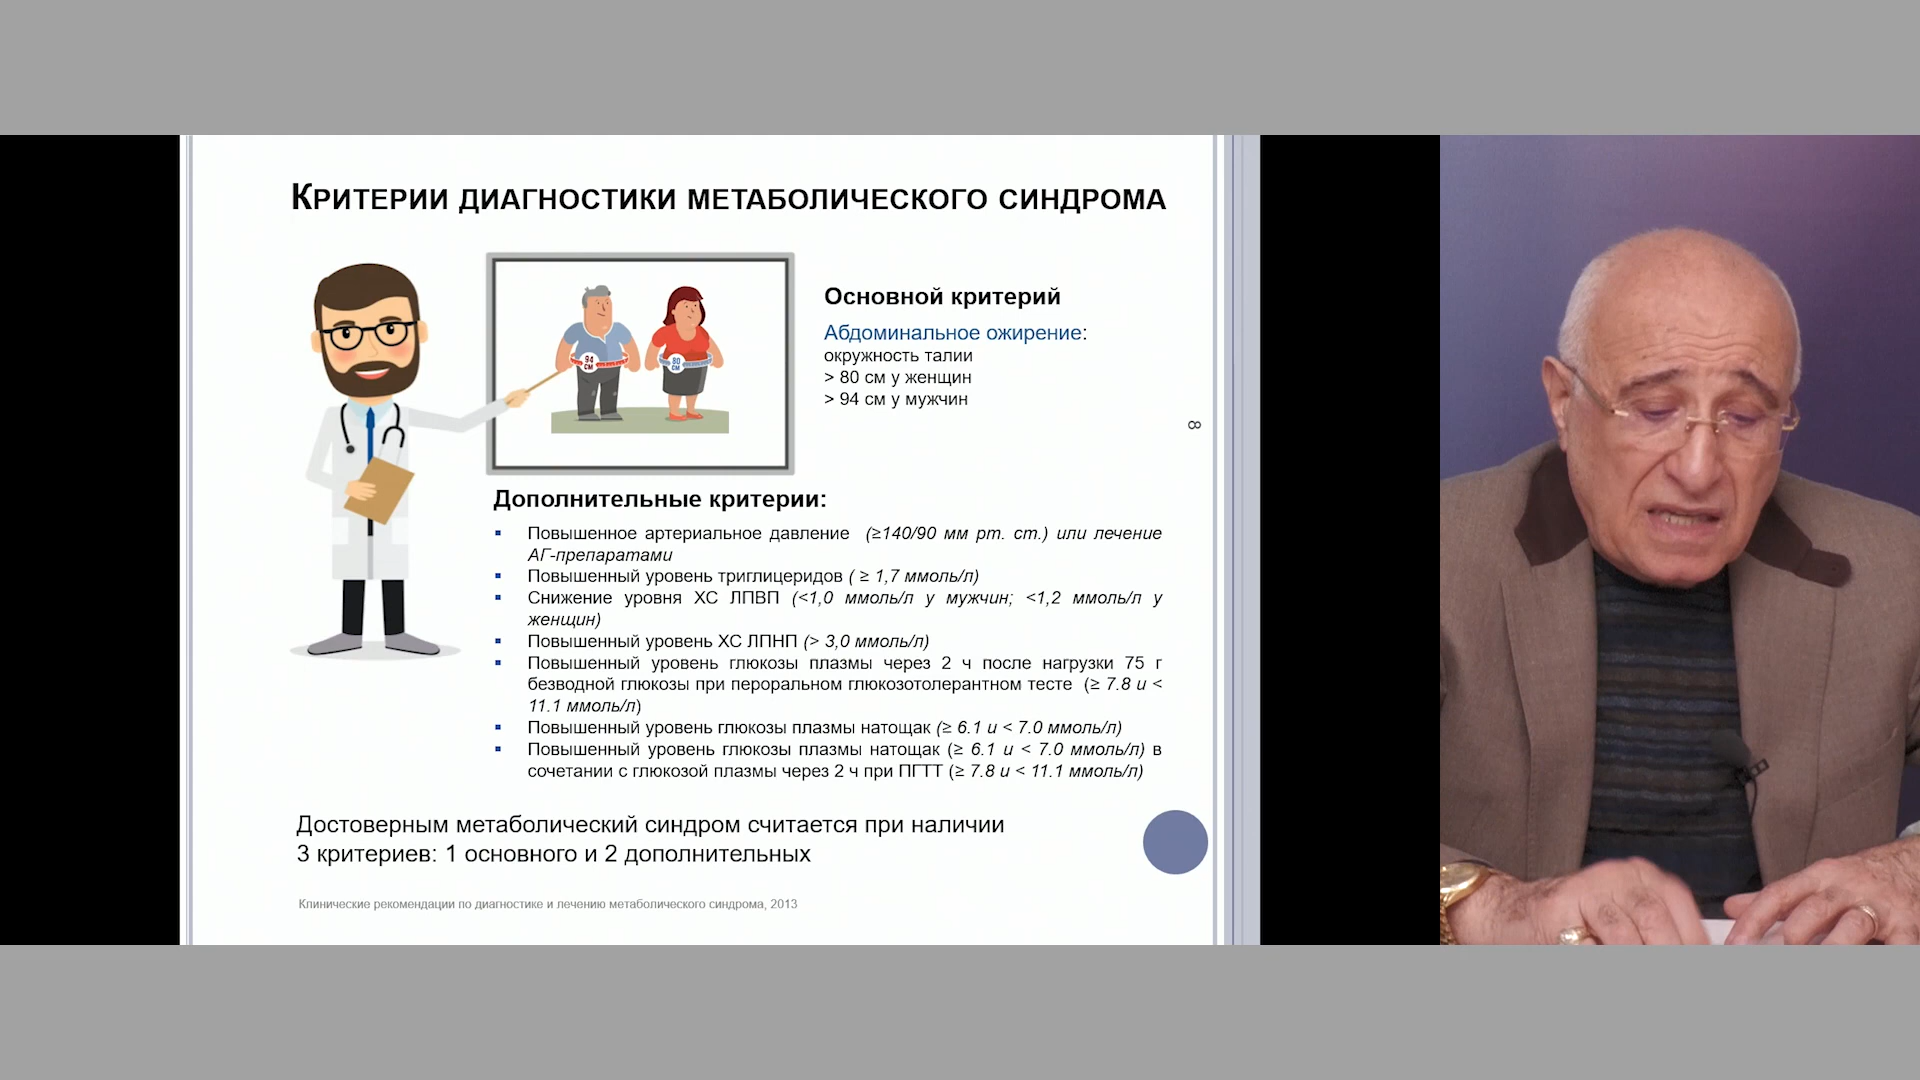 Критерии диагностики метаболического синдрома
94
см
80
см
Основной критерий
Абдоминальное ожирение:
окружность талии
> 80 см у женщин
> 94 см у мужчин
8
Дополнительные критерии:
▪ Повышенное артериальное давление (≥140/90 мм рт. ст.) или лечение
АГ-препаратами
▪ Повышенный уровень триглицеридов ( ≥ 1,7 ммоль/л)
▪ Снижение уровня ХС ЛПВП (<1,0 ммоль/л у мужчин; <1,2 ммоль/л у
женщин)
▪ Повышенный уровень ХС ЛПНП (> 3,0 ммоль/л)
▪ Повышенный уровень глюкозы плазмы через 2 ч после нагрузки 75 г
безводной глюкозы при пероральном глюкозотолерантном тесте (≥ 7.8 и <
11.1 ммоль/л)
▪ Повышенный уровень глюкозы плазмы натощак (≥ 6.1 и < 7.0 ммоль/л)
▪ Повышенный уровень глюкозы плазмы натощак (≥ 6.1 и < 7.0 ммоль/л) в
сочетании с глюкозой плазмы через 2 ч при ПГТТ (≥ 7.8 и < 11.1 ммоль/л)
Достоверным метаболический синдром считается при наличии
3 критериев: 1 основного и 2 дополнительных
Клинические рекомендации по диагностике и лечению метаболического синдрома, 2013